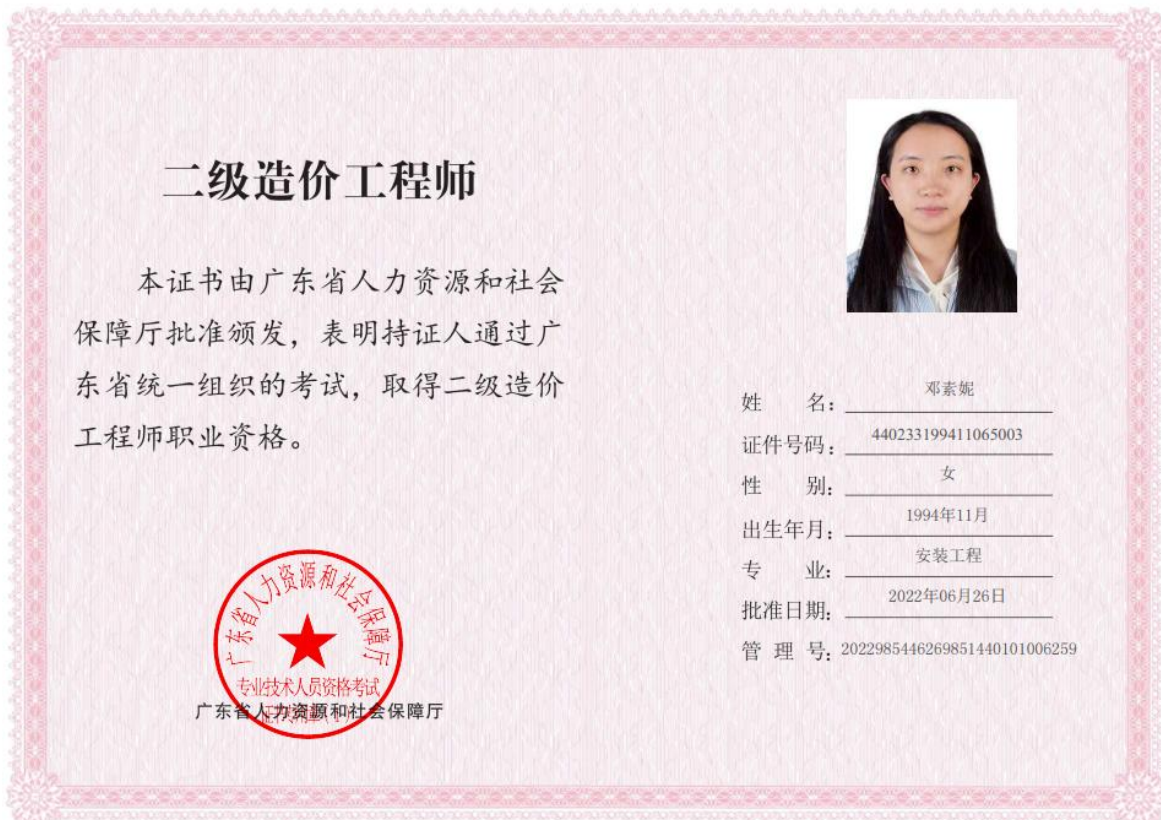 二级造价工程师
本证书由广东省人力资源和社会
保障厅批准颁发，表明持证人通过广
东省统一组织的考试，取得二级造价
工程师职业资格。
广东省人力资源和社会保障厅
专业技术人员资格考试
广东省人力资源和社会保障厅
姓 名：邓素妮
证件号码：440233199411065003
性 别：女
出生年月：1994年11月
专 业：安装工程
批准日期：2022年06月26日
管 理 号：2022985446269851440101006259